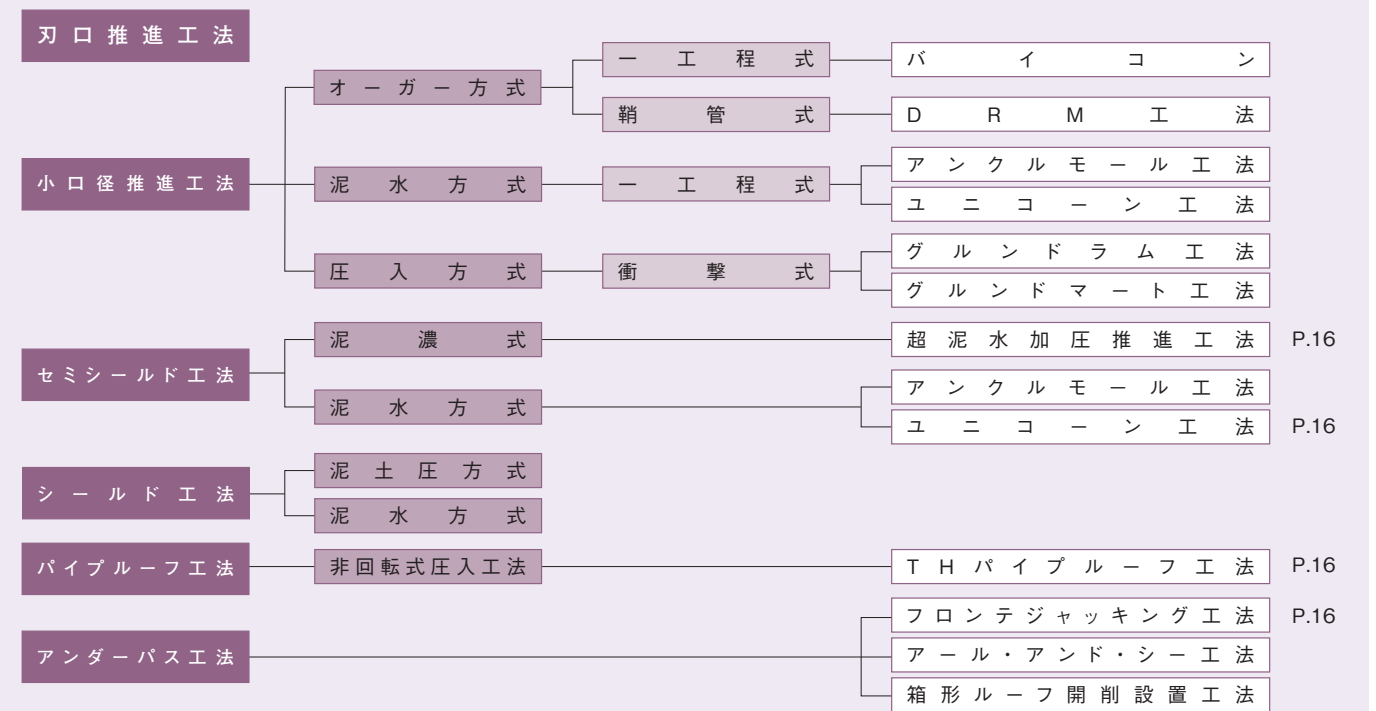 刃口推進工法
小口径推進工法
オーガー方式
一工程式
バイコン
鞘管式
DRM工法
泥水方式
一工程式
アンクルモール工法
ユニコーン工法
圧入方式
衝撃式
グルンドラム工法
グルンドマート工法
セミシールド工法
泥濃式
超泥水加圧推進工法 P.16
泥水方式
アンクルモール工法
ユニコーン工法 P.16
シールド工法
泥土圧方式
泥水方式
パイプルーフ工法
非回転式圧入工法
THパイプルーフ工法 P.16
アンダーパス工法
フロンテジャッキング工法 P.16
アール・アンド・シー工法
箱形ルーフ開削設置工法